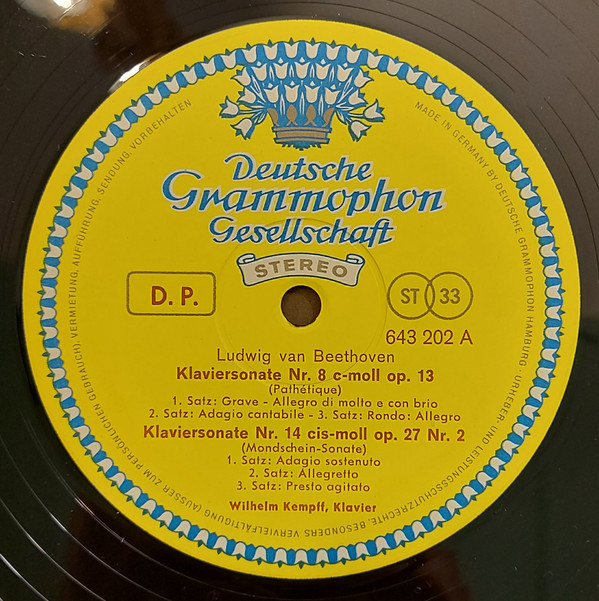 Deutsche
Grammophon
Gesellschaft
STEREO
D. P.
ST 33
643 202 A
Ludwig van Beethoven
Klaviersonate Nr. 8 c-moll op. 13
(Pathétique)
1. Satz: Grave - Allegro di molto e con brio
2. Satz: Adagio cantabile - 3. Satz: Rondo: Allegro
Klaviersonate Nr. 14 cis-moll op. 27 Nr. 2
(Mondschein-Sonate)
1. Satz: Adagio sostenuto
2. Satz: Allegretto
3. Satz: Presto agitato
Wilhelm Kempff, Klavier
MADE IN GERMANY BY DEUTSCHE GRAMMOPHON HAMBURG · URHEBER- UND LEISTUNGSSCHUTZRECHTE, BESONDERS VERVIELFÄLTIGUNG (AUSSER ZUM PERSÖNLICHEN GEBRAUCH), VERMIETUNG, AUFFÜHRUNG, SENDUNG, VORBEHALTEN